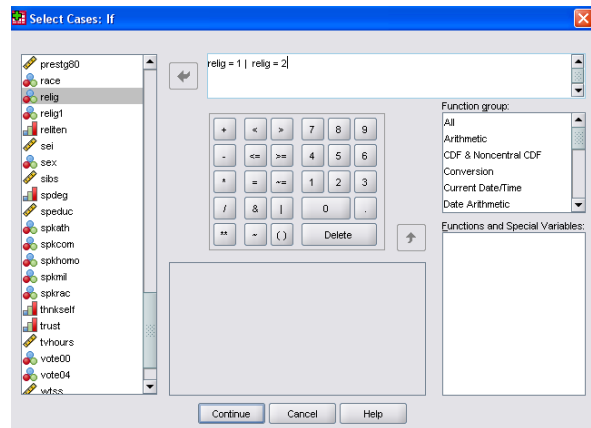 Select Cases: If
prestg80
race
relig
relig1
reliten
sei
sex
sibs
spdeg
speduc
spkath
spkcom
spkhomo
spkmil
spkrac
thnkself
trust
tvhours
vote00
vote04
wtss
relig = 1 | relig = 2
+ < > 7 8 9
- <= >= 4 5 6
* = ~= 1 2 3
/ & | 0 .
** ~ ( ) Delete
Function group:
All
Arithmetic
CDF & Noncentral CDF
Conversion
Current Date/Time
Date Arithmetic
Functions and Special Variables:
Continue Cancel Help